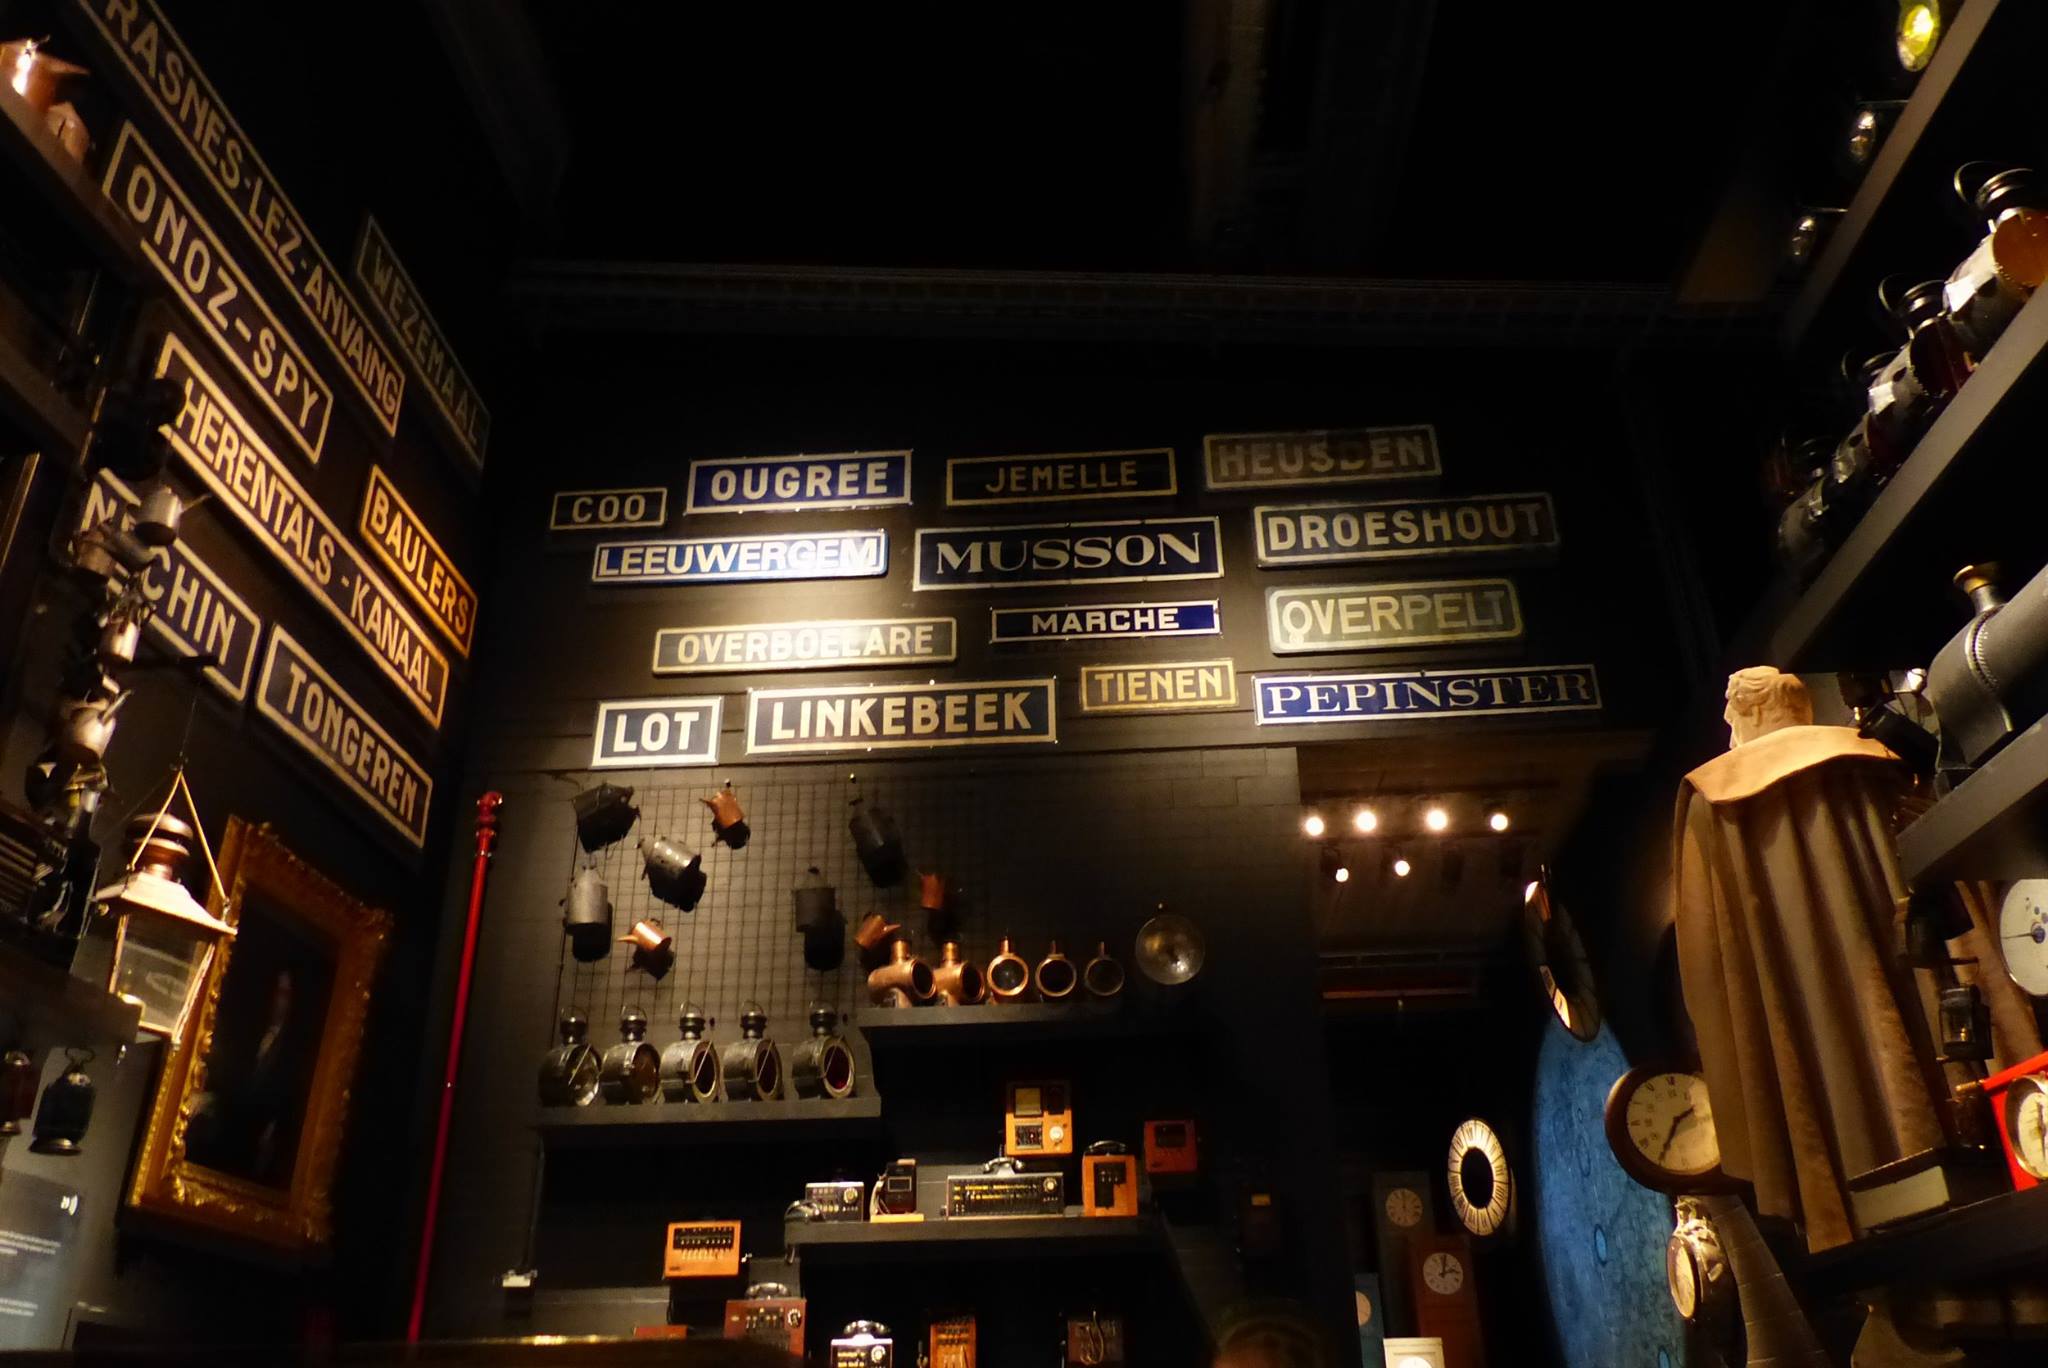 RASNES-LEZ-ANVAING
WEZEMAAL
ONOZ-SPY
HERENTALS-KANAAL
BAULERS
CHIN
TONGEREN
COO
OUGREE
JEMELLE
HEUSDEN
LEEUWERGEM
MUSSON
DROESHOUT
OVERBOELARE
MARCHE
OVERPELT
LOT
LINKEBEEK
TIENEN
PEPINSTER